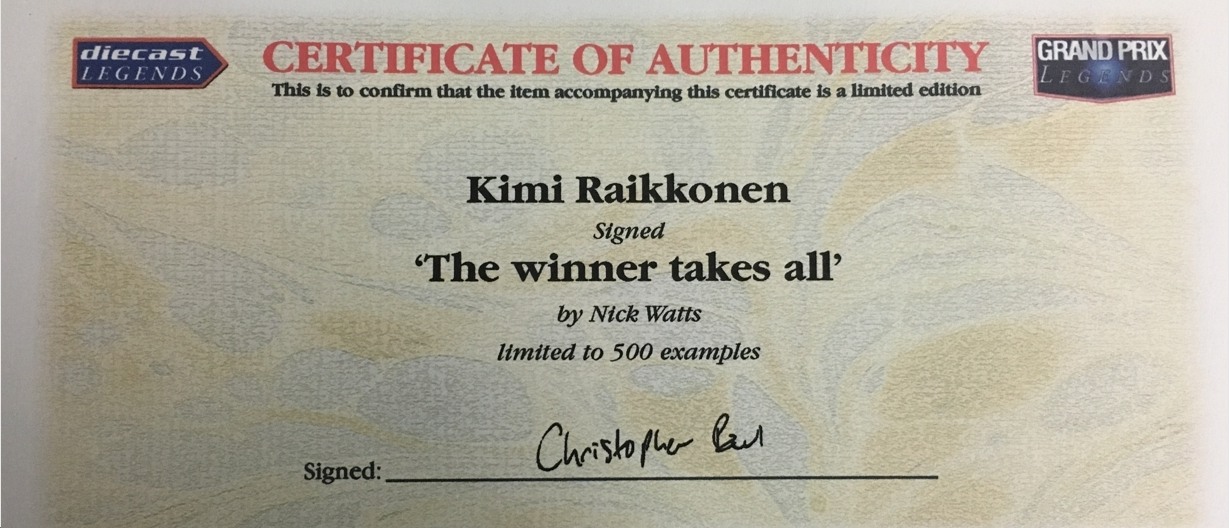 diecast
LEGENDS
CERTIFICATE OF AUTHENTICITY
GRAND PRIX
LEGENDS
This is to confirm that the item accompanying this certificate is a limited edition
Kimi Raikkonen
Signed
‘The winner takes all’
by Nick Watts
limited to 500 examples
Christopher
Signed: